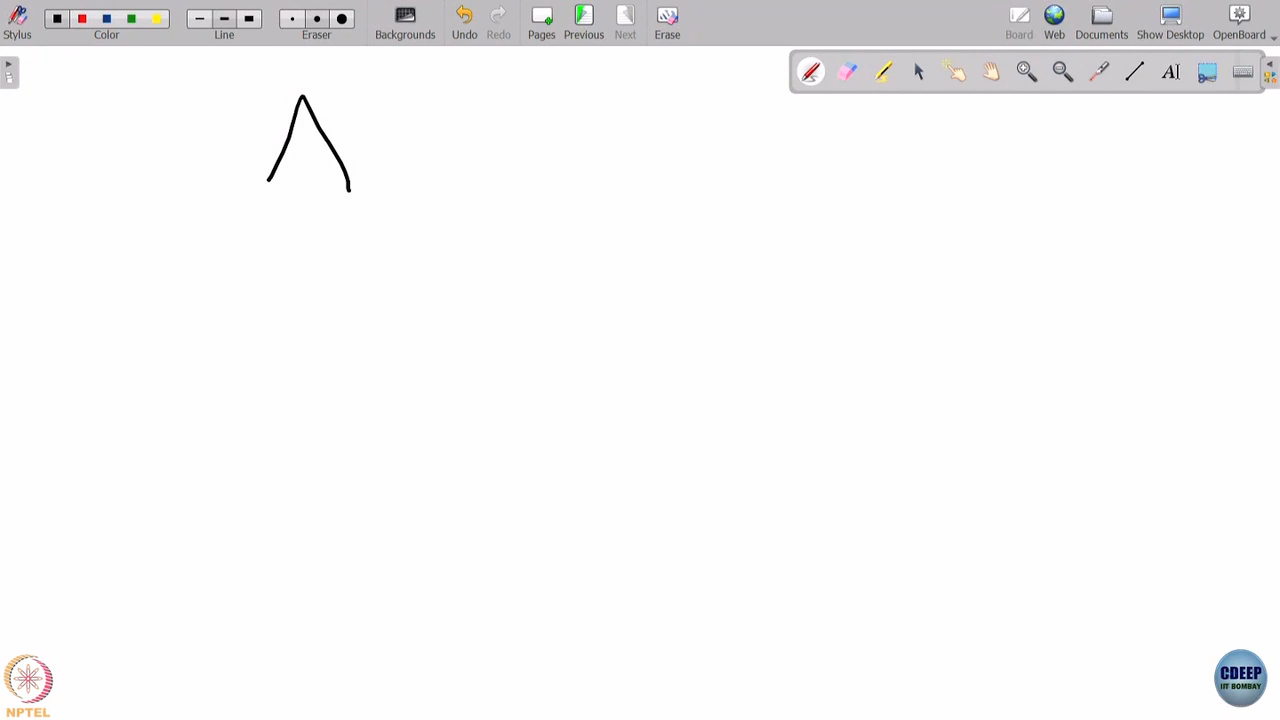 Stylus Color Line Eraser Backgrounds Undo Redo Pages Previous Next Erase Board Web Documents Show Desktop OpenBoard
NPTEL
CDEEP
IIT BOMBAY